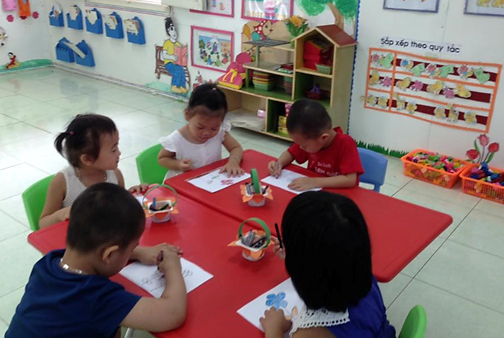 Sắp xếp theo quy tắc